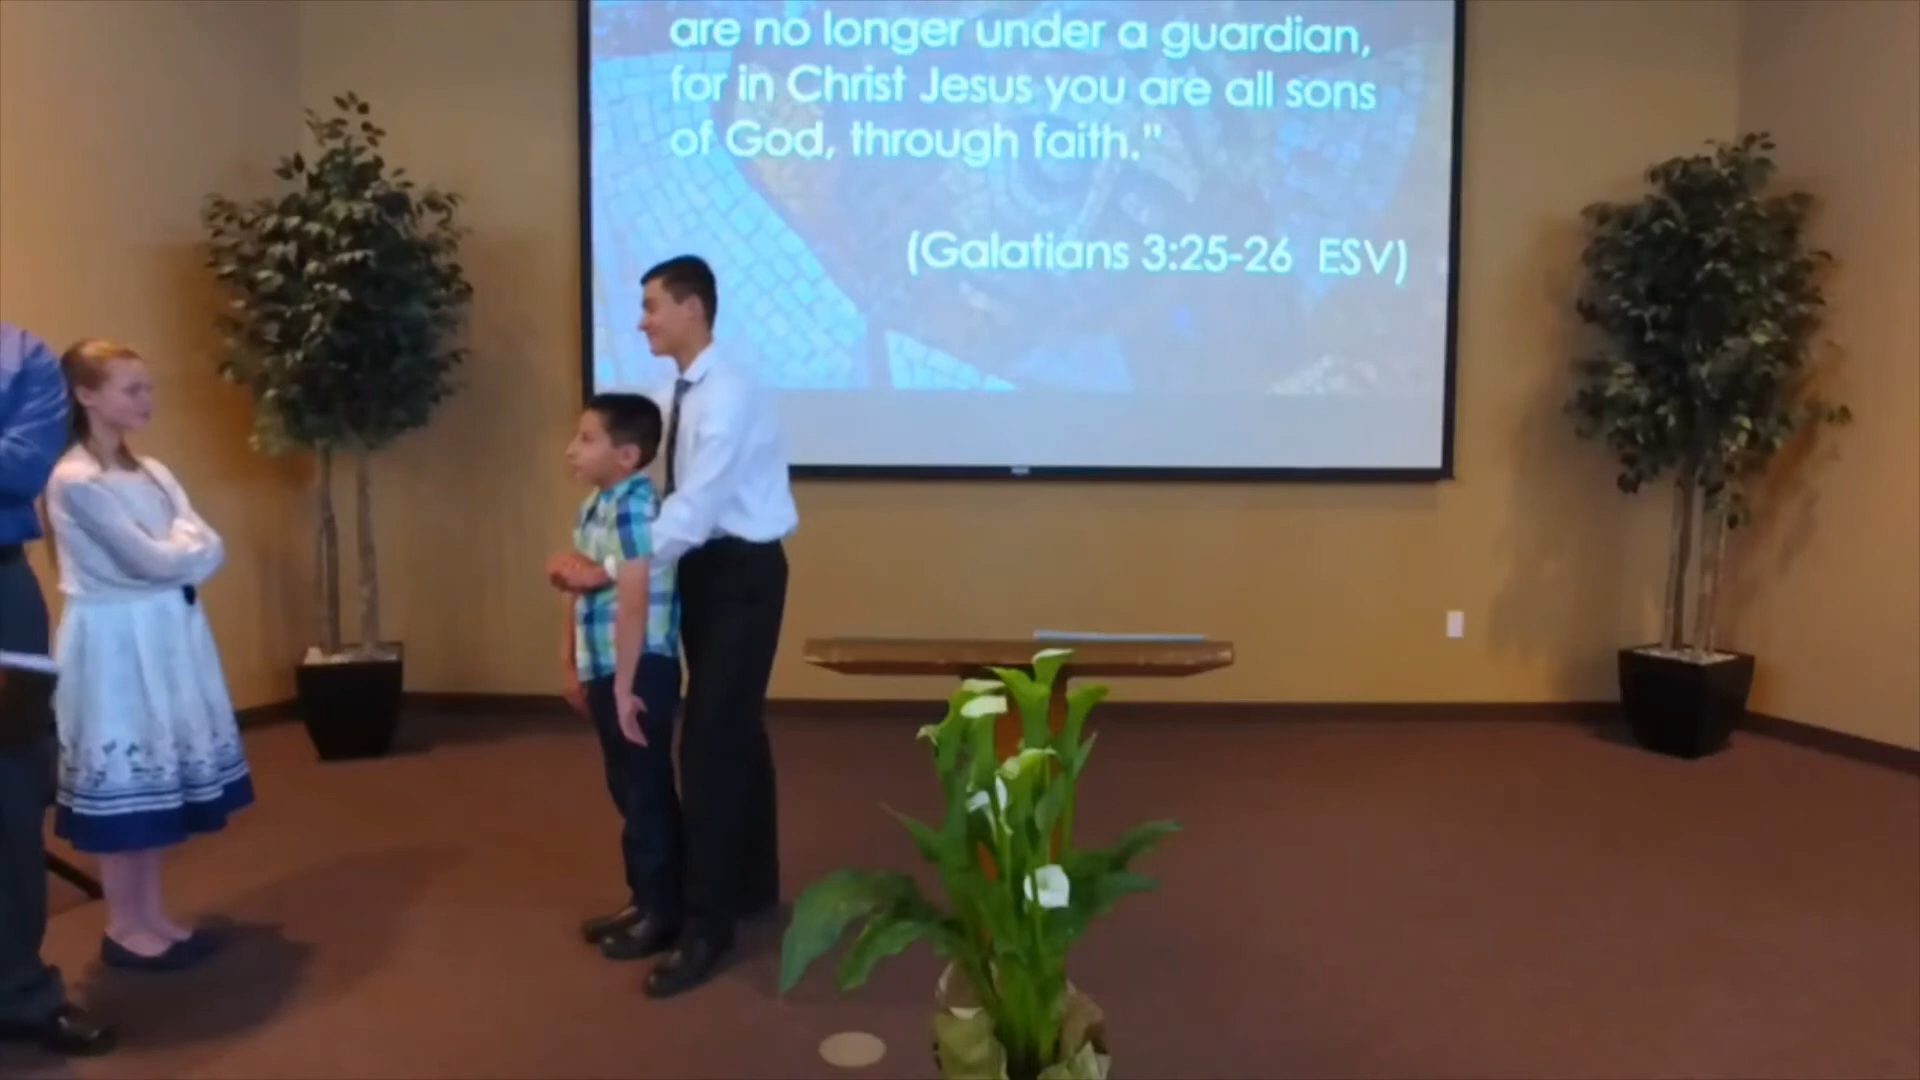 are no longer under a guardian,
for in Christ Jesus you are all sons
of God, through faith."
(Galatians 3:25-26 ESV)